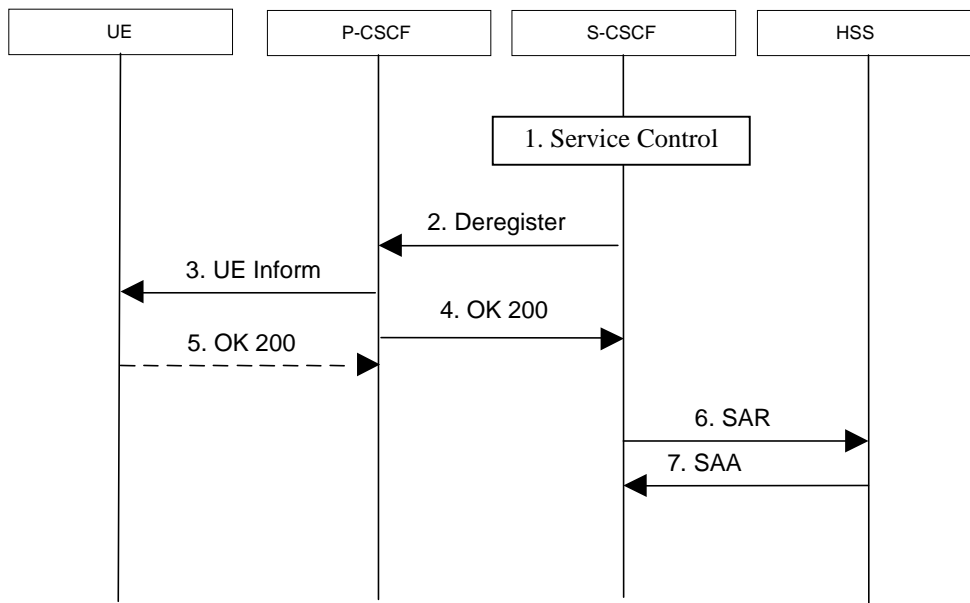 UE
P-CSCF
S-CSCF
HSS
1. Service Control
2. Deregister
3. UE Inform
4. OK 200
5. OK 200
6. SAR
7. SAA